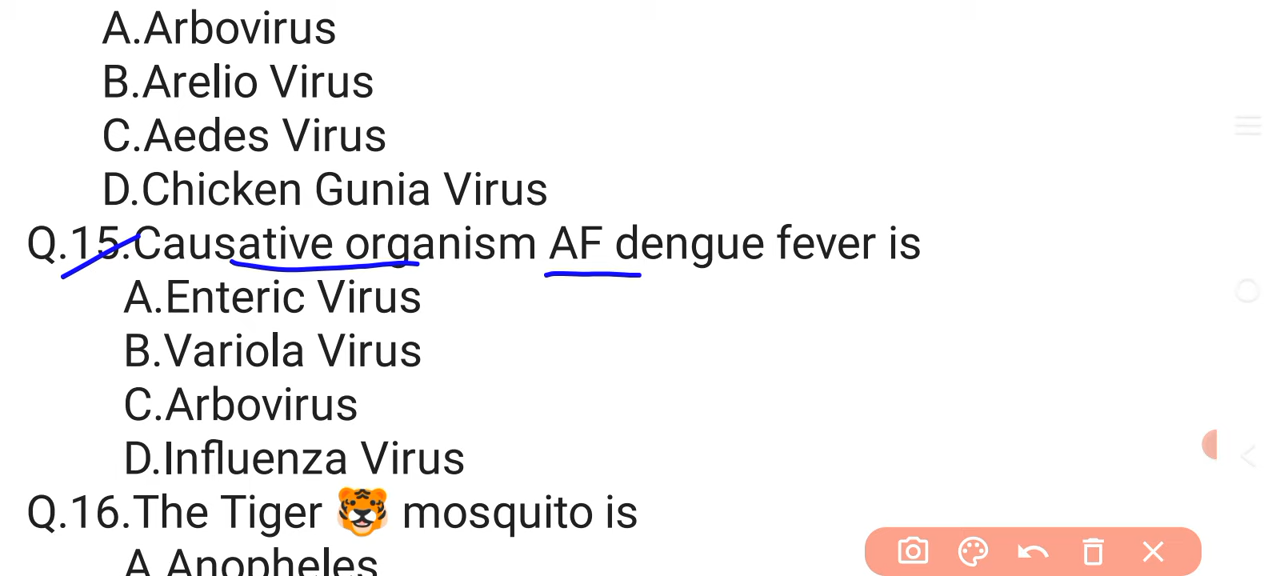 A.Arbovirus
B.Arelio Virus
C.Aedes Virus
D.Chicken Gunia Virus
Q.15.Causative organism AF dengue fever is
A.Enteric Virus
B.Variola Virus
C.Arbovirus
D.Influenza Virus
Q.16.The Tiger 🐯 mosquito is
A.Anopheles